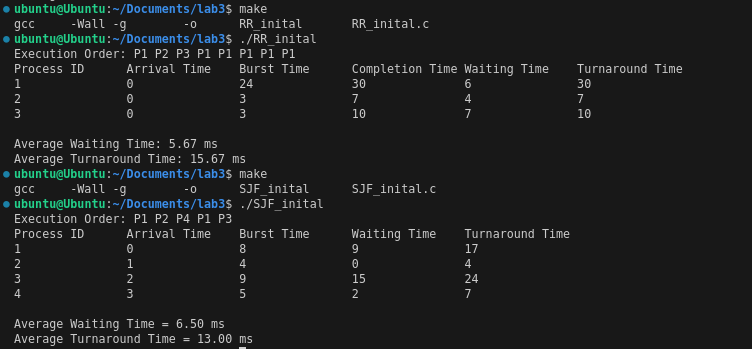 ubuntu@Ubuntu:~/Documents/lab3$ make
gcc     -Wall -g        -o      RR_inital       RR_inital.c
ubuntu@Ubuntu:~/Documents/lab3$ ./RR_inital
Execution Order: P1 P2 P3 P1 P1 P1 P1 P1
Process ID      Arrival Time    Burst Time      Completion Time Waiting Time    Turnaround Time
1               0               24              30              6               30
2               0               3               7               4               7
3               0               3               10              7               10

Average Waiting Time: 5.67 ms
Average Turnaround Time: 15.67 ms
ubuntu@Ubuntu:~/Documents/lab3$ make
gcc     -Wall -g        -o      SJF_inital      SJF_inital.c
ubuntu@Ubuntu:~/Documents/lab3$ ./SJF_inital
Execution Order: P1 P2 P4 P1 P3
Process ID      Arrival Time    Burst Time      Waiting Time    Turnaround Time
1               0               8               9               17
2               1               4               0               4
3               2               9               15              24
4               3               5               2               7

Average Waiting Time = 6.50 ms
Average Turnaround Time = 13.00 ms